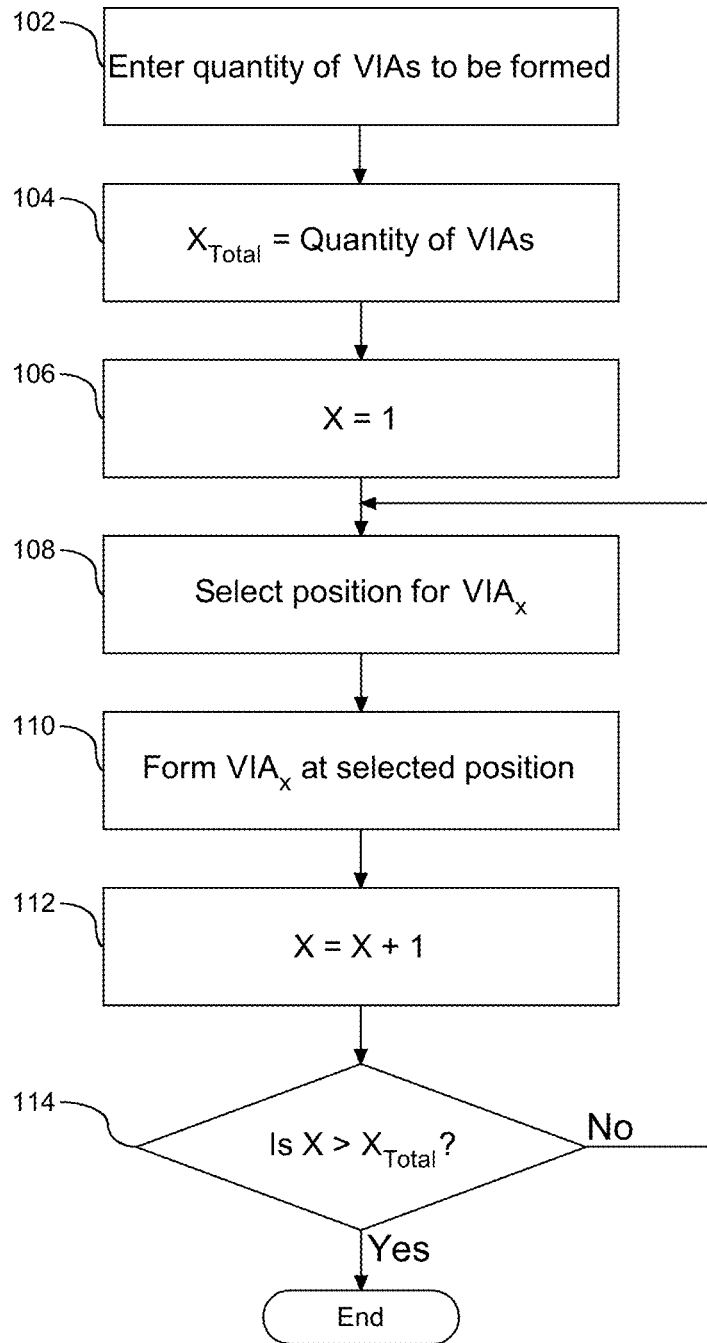 102
Enter quantity of VIAs to be formed
104
X_Total = Quantity of VIAs
106
X = 1
108
Select position for VIA_x
110
Form VIA_x at selected position
112
X = X + 1
114
Is X > X_Total?
No
Yes
End